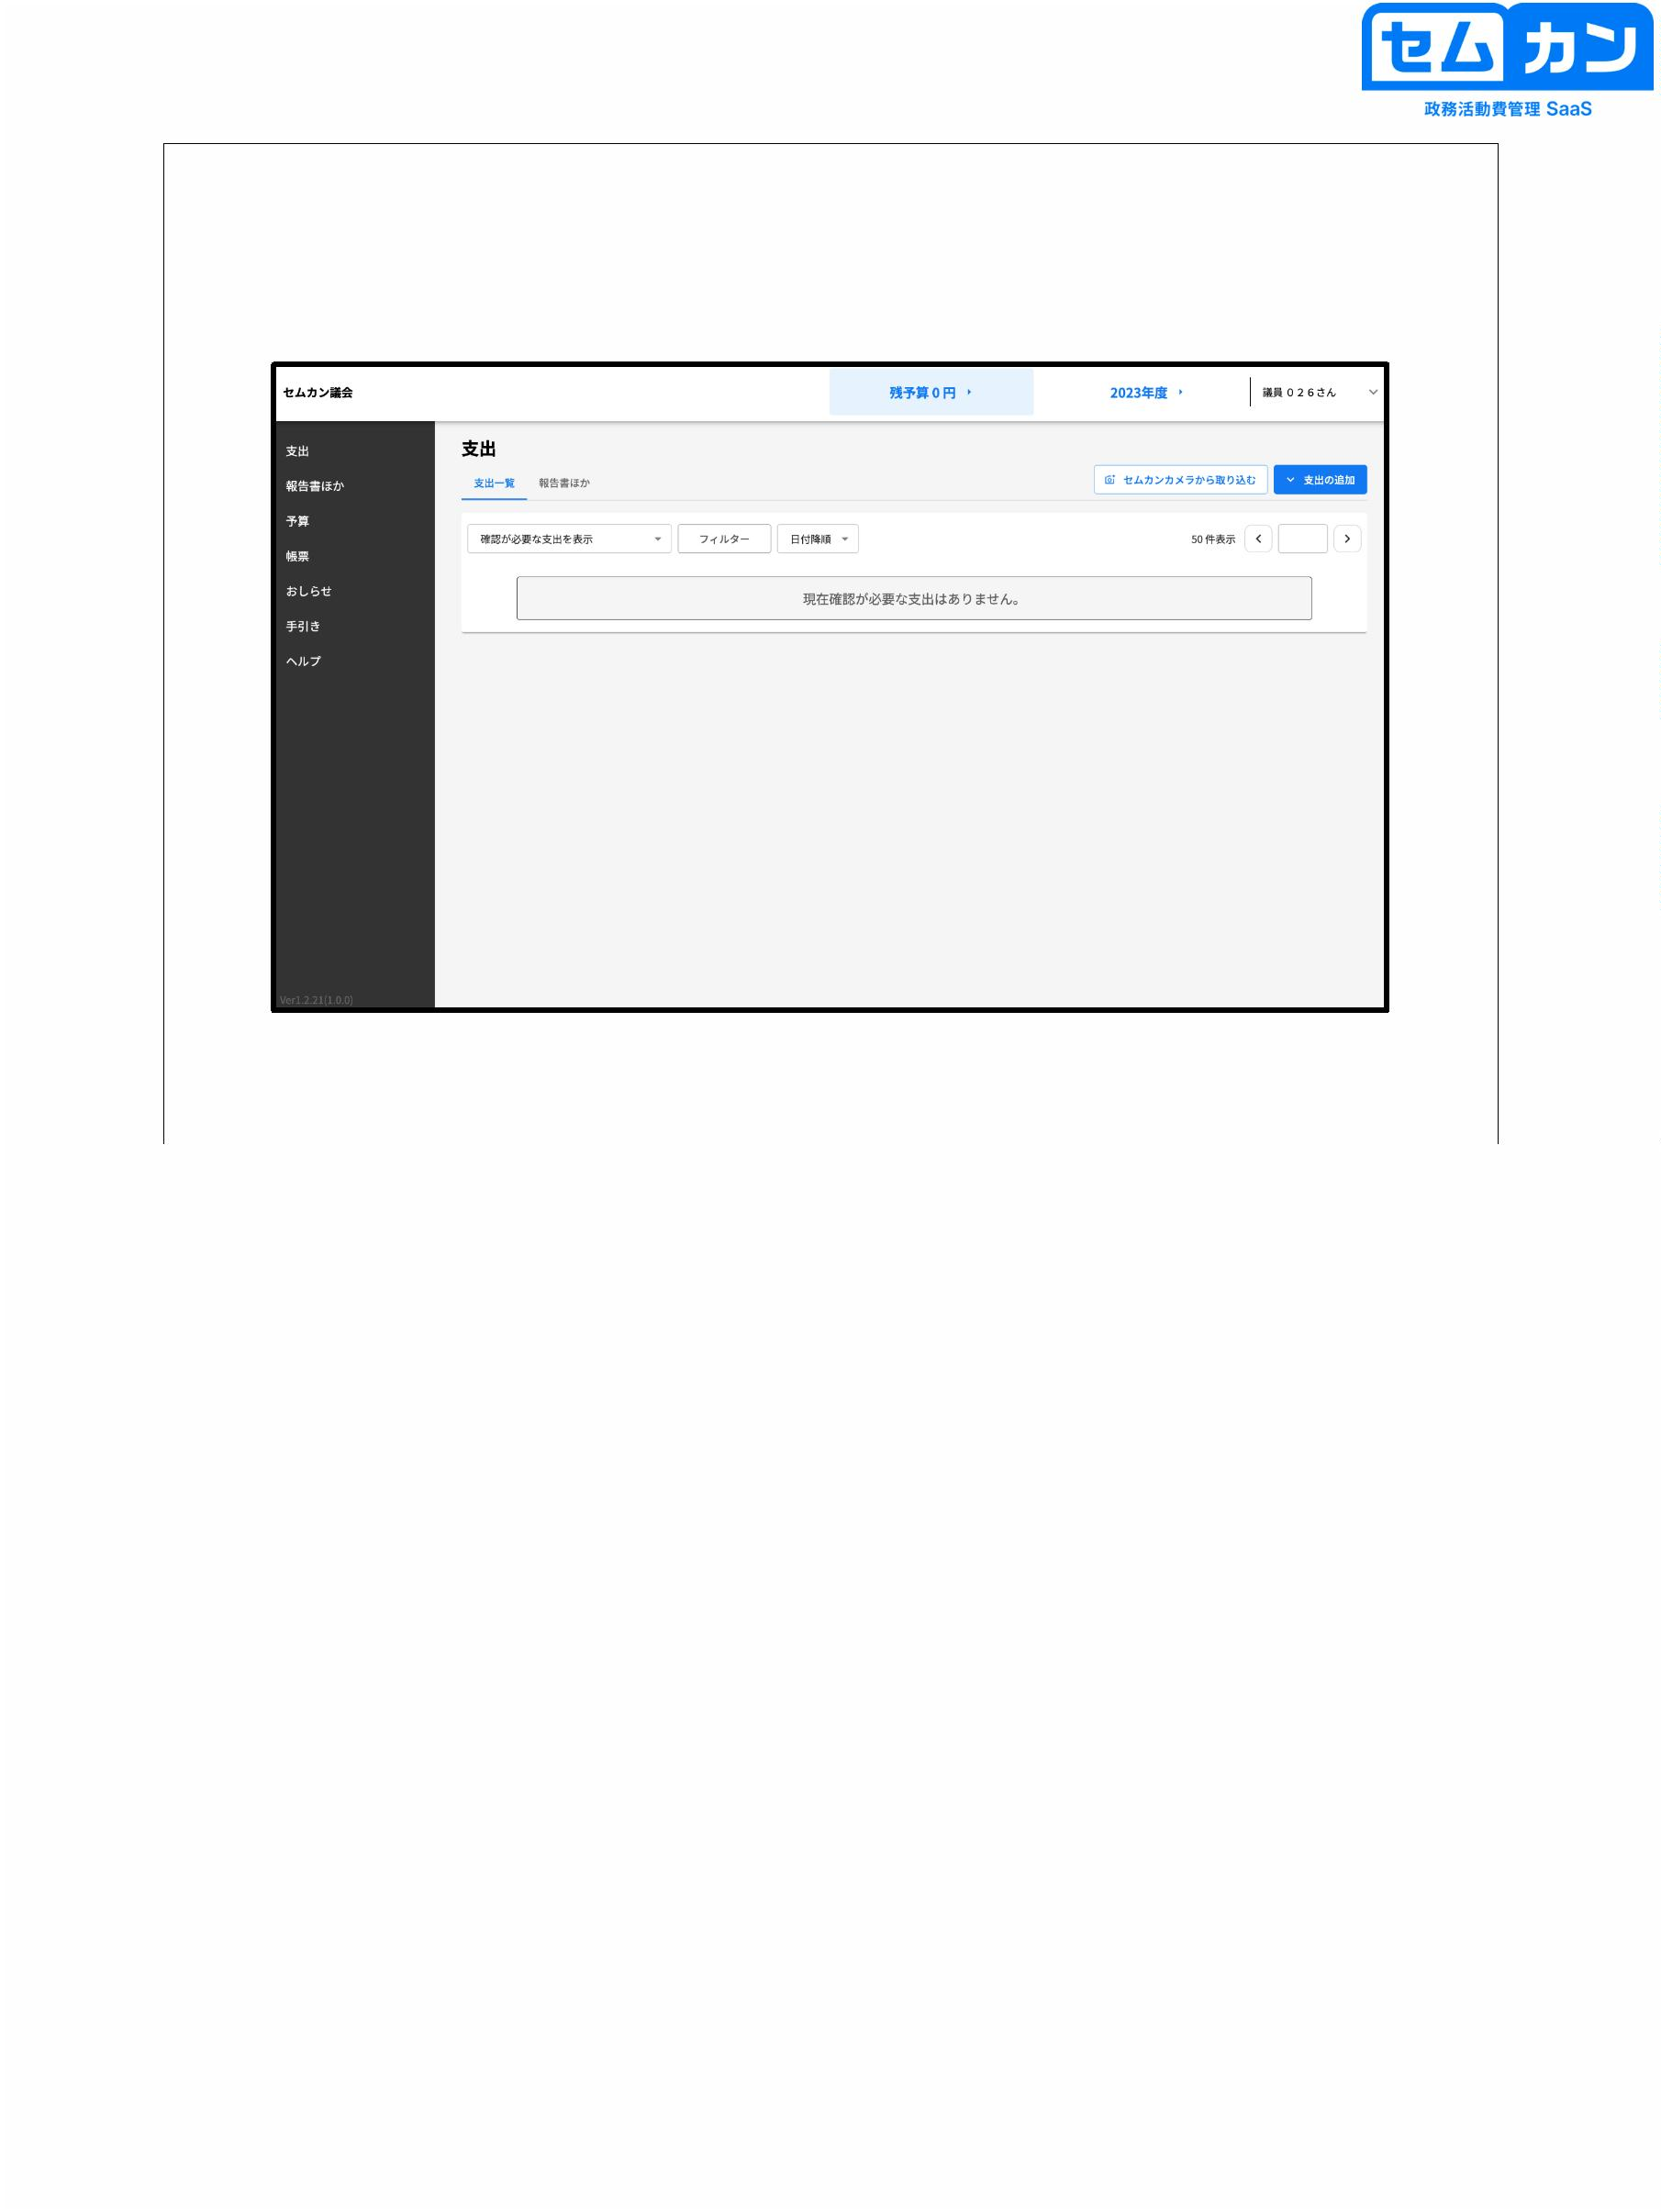 セムカン
政務活動費管理 SaaS
セムカン議会
残予算 0 円
2023年度
議員 ０２６さん
支出
報告書ほか
予算
帳票
おしらせ
手引き
ヘルプ
Ver1.2.21(1.0.0)
支出
支出一覧
報告書ほか
セムカンカメラから取り込む
支出の追加
確認が必要な支出を表示
フィルター
日付降順
50 件表示
現在確認が必要な支出はありません。